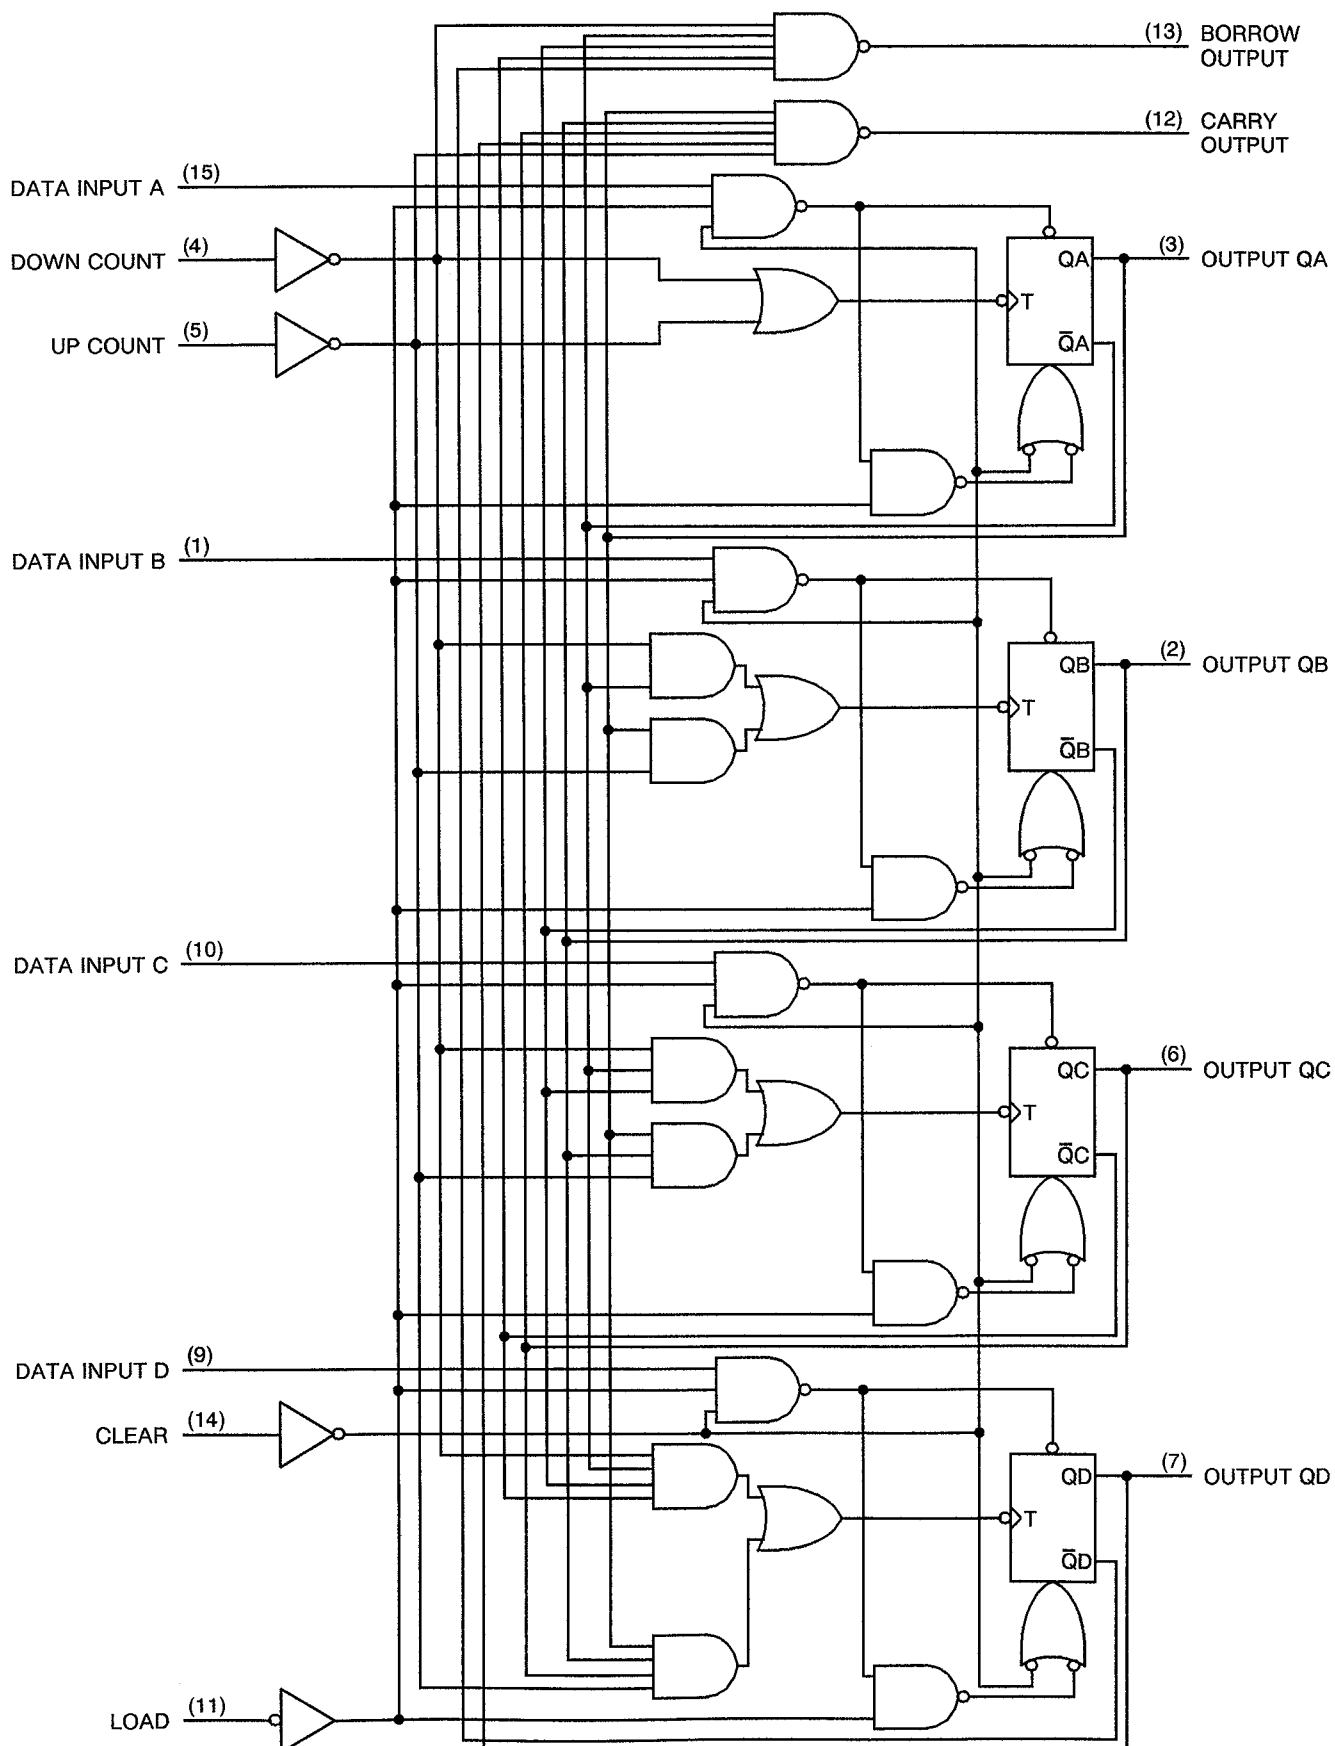 (13) BORROW
OUTPUT
(12) CARRY
OUTPUT
DATA INPUT A (15)
DOWN COUNT (4)
QA (3) OUTPUT QA
T
UP COUNT (5)
Q̅A
DATA INPUT B (1)
QB (2) OUTPUT QB
T
Q̅B
DATA INPUT C (10)
QC (6) OUTPUT QC
T
Q̅C
DATA INPUT D (9)
CLEAR (14)
QD (7) OUTPUT QD
T
Q̅D
LOAD (11)